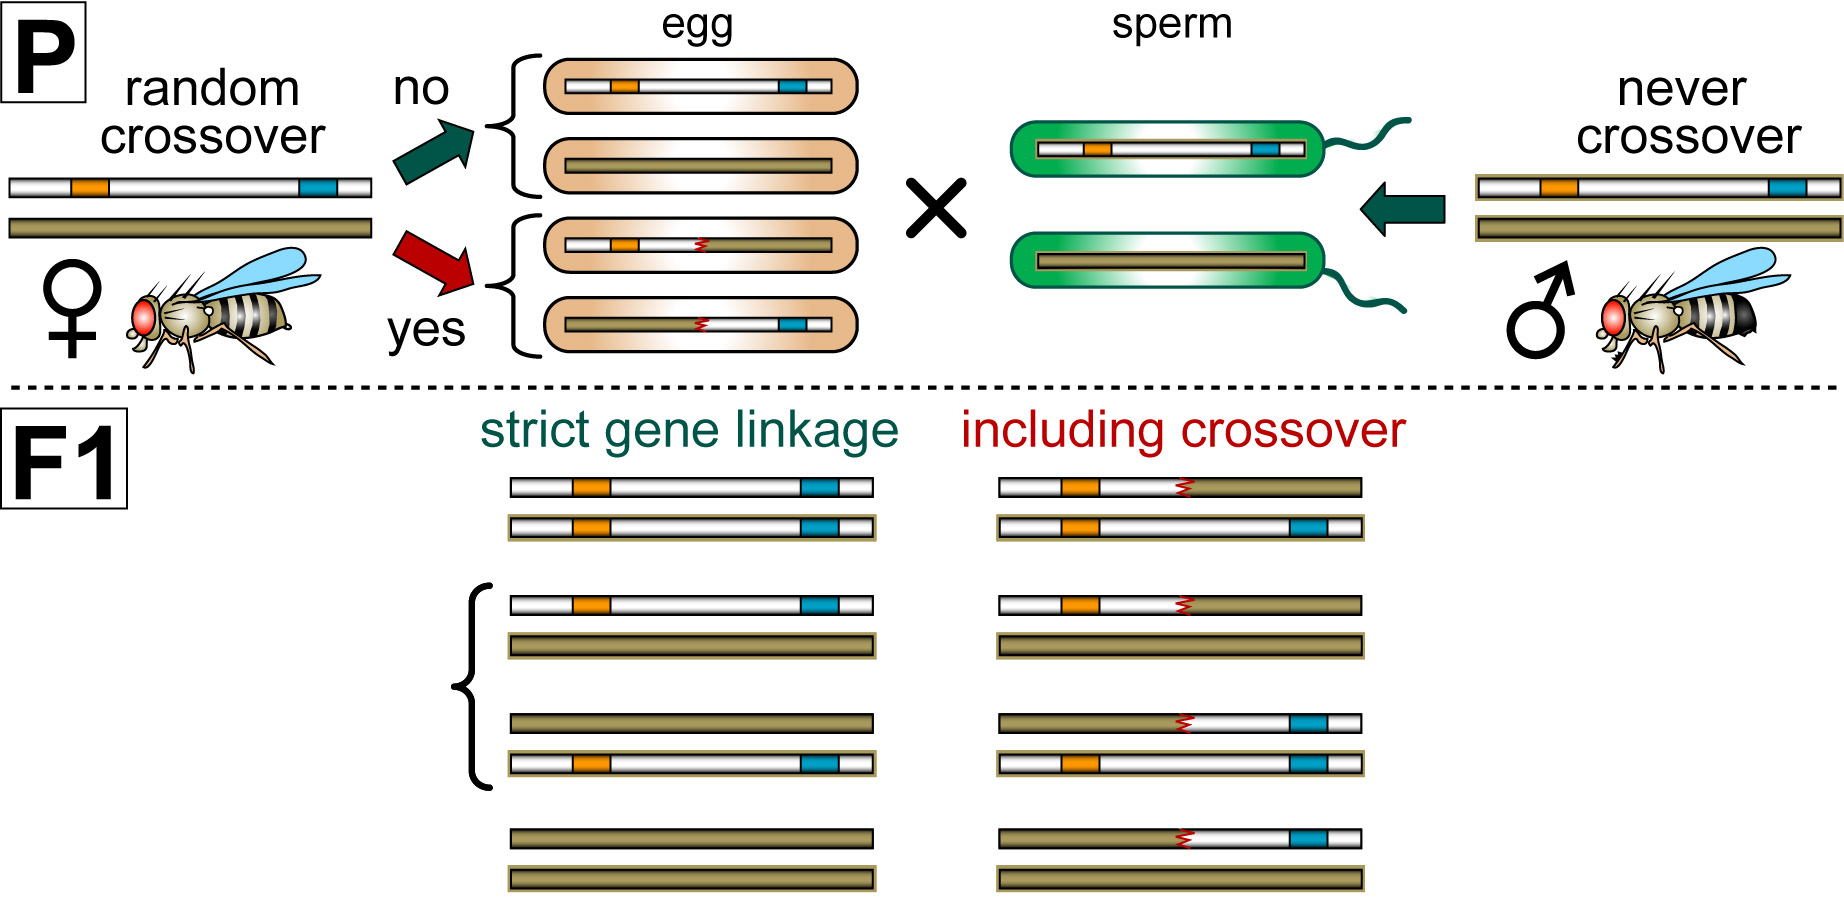 P
random
crossover
no
yes
egg
sperm
never
crossover
F1
strict gene linkage
including crossover